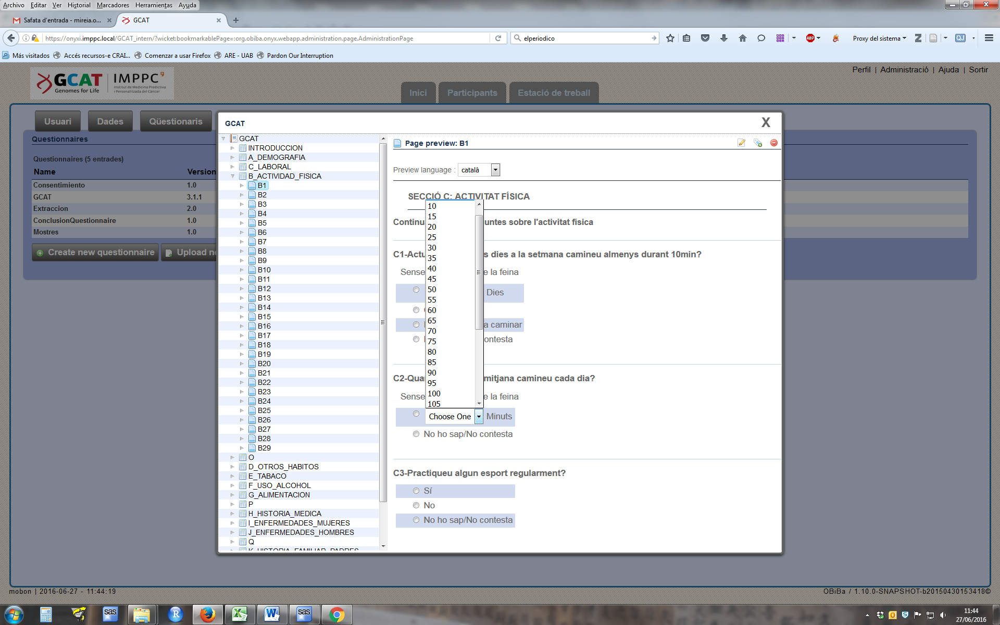 Archivo Editar Ver Historial Marcadores Herramientas Ayuda
Safata d'entrada - mireia.o...
GCAT
https://onyxi.imppc.local/GCAT_intern/?wicket:bookmarkablePage=:org.obiba.onyx.webapp.administration.page.AdministrationPage
elperiodico
ABP
Proxy del sistema
QJ
Más visitados
Accés recursos-e CRAI...
Comenzar a usar Firefox
ARE - UAB
Pardon Our Interruption
GCAT
Genomes for Life
IMPPC
Institut de Medicina Predictiva
i Personalitzada del Càncer
Perfil | Administració | Ajuda | Sortir
Inici
Participants
Estació de treball
Usuari
Dades
Qüestionaris
Questionnaires
Questionnaires (5 entrades)
Name Version
Consentimiento 1.0
GCAT 3.1.1
Extraccion 2.0
ConclusionQuestionnaire 1.0
Mostres 1.0
Create new questionnaire
Upload ne
GCAT
X
GCAT
INTRODUCCION
A_DEMOGRAFIA
C_LABORAL
B_ACTIVIDAD_FISICA
B1
B2
B3
B4
B5
B6
B7
B8
B9
B10
B11
B12
B13
B14
B15
B16
B17
B18
B19
B20
B21
B22
B23
B24
B25
B26
B27
B28
B29
O
D_OTROS_HABITOS
E_TABACO
F_USO_ALCOHOL
G_ALIMENTACION
P
H_HISTORIA_MEDICA
I_ENFERMEDADES_MUJERES
J_ENFERMEDADES_HOMBRES
Q
K_HISTORIA_FAMILIAR_PADRES
Page preview: B1
Preview language : català
SECCIÓ C: ACTIVITAT FÍSICA
Continu untes sobre l'activitat física
C1-Actu s dies a la setmana camineu almenys durant 10min?
Sense e la feina
Dies
a caminar
ontesta
10
15
20
25
30
35
40
45
50
55
60
65
70
75
80
85
90
95
100
105
C2-Qua mitjana camineu cada dia?
Sense e la feina
Choose One Minuts
No ho sap/No contesta
C3-Practiqueu algun esport regularment?
Sí
No
No ho sap/No contesta
mobon | 2016-06-27 - 11:44:19
OBiBa / 1.10.0-SNAPSHOT-b20150430153418©
sas
R
sas
11:44
27/06/2016